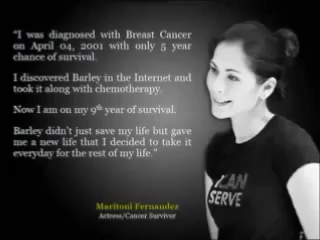 “I was diagnosed with Breast Cancer
on April 04, 2001 with only 5 year
chance of survival.
I discovered Barley in the Internet and
took it along with chemotherapy.
Now I am on my 9th year of survival.
Barley didn’t just save my life but gave
me a new life that I decided to take it
everyday for the rest of my life.”
Maritoni Fernandez
Actress/Cancer Survivor
CAN
SERVE